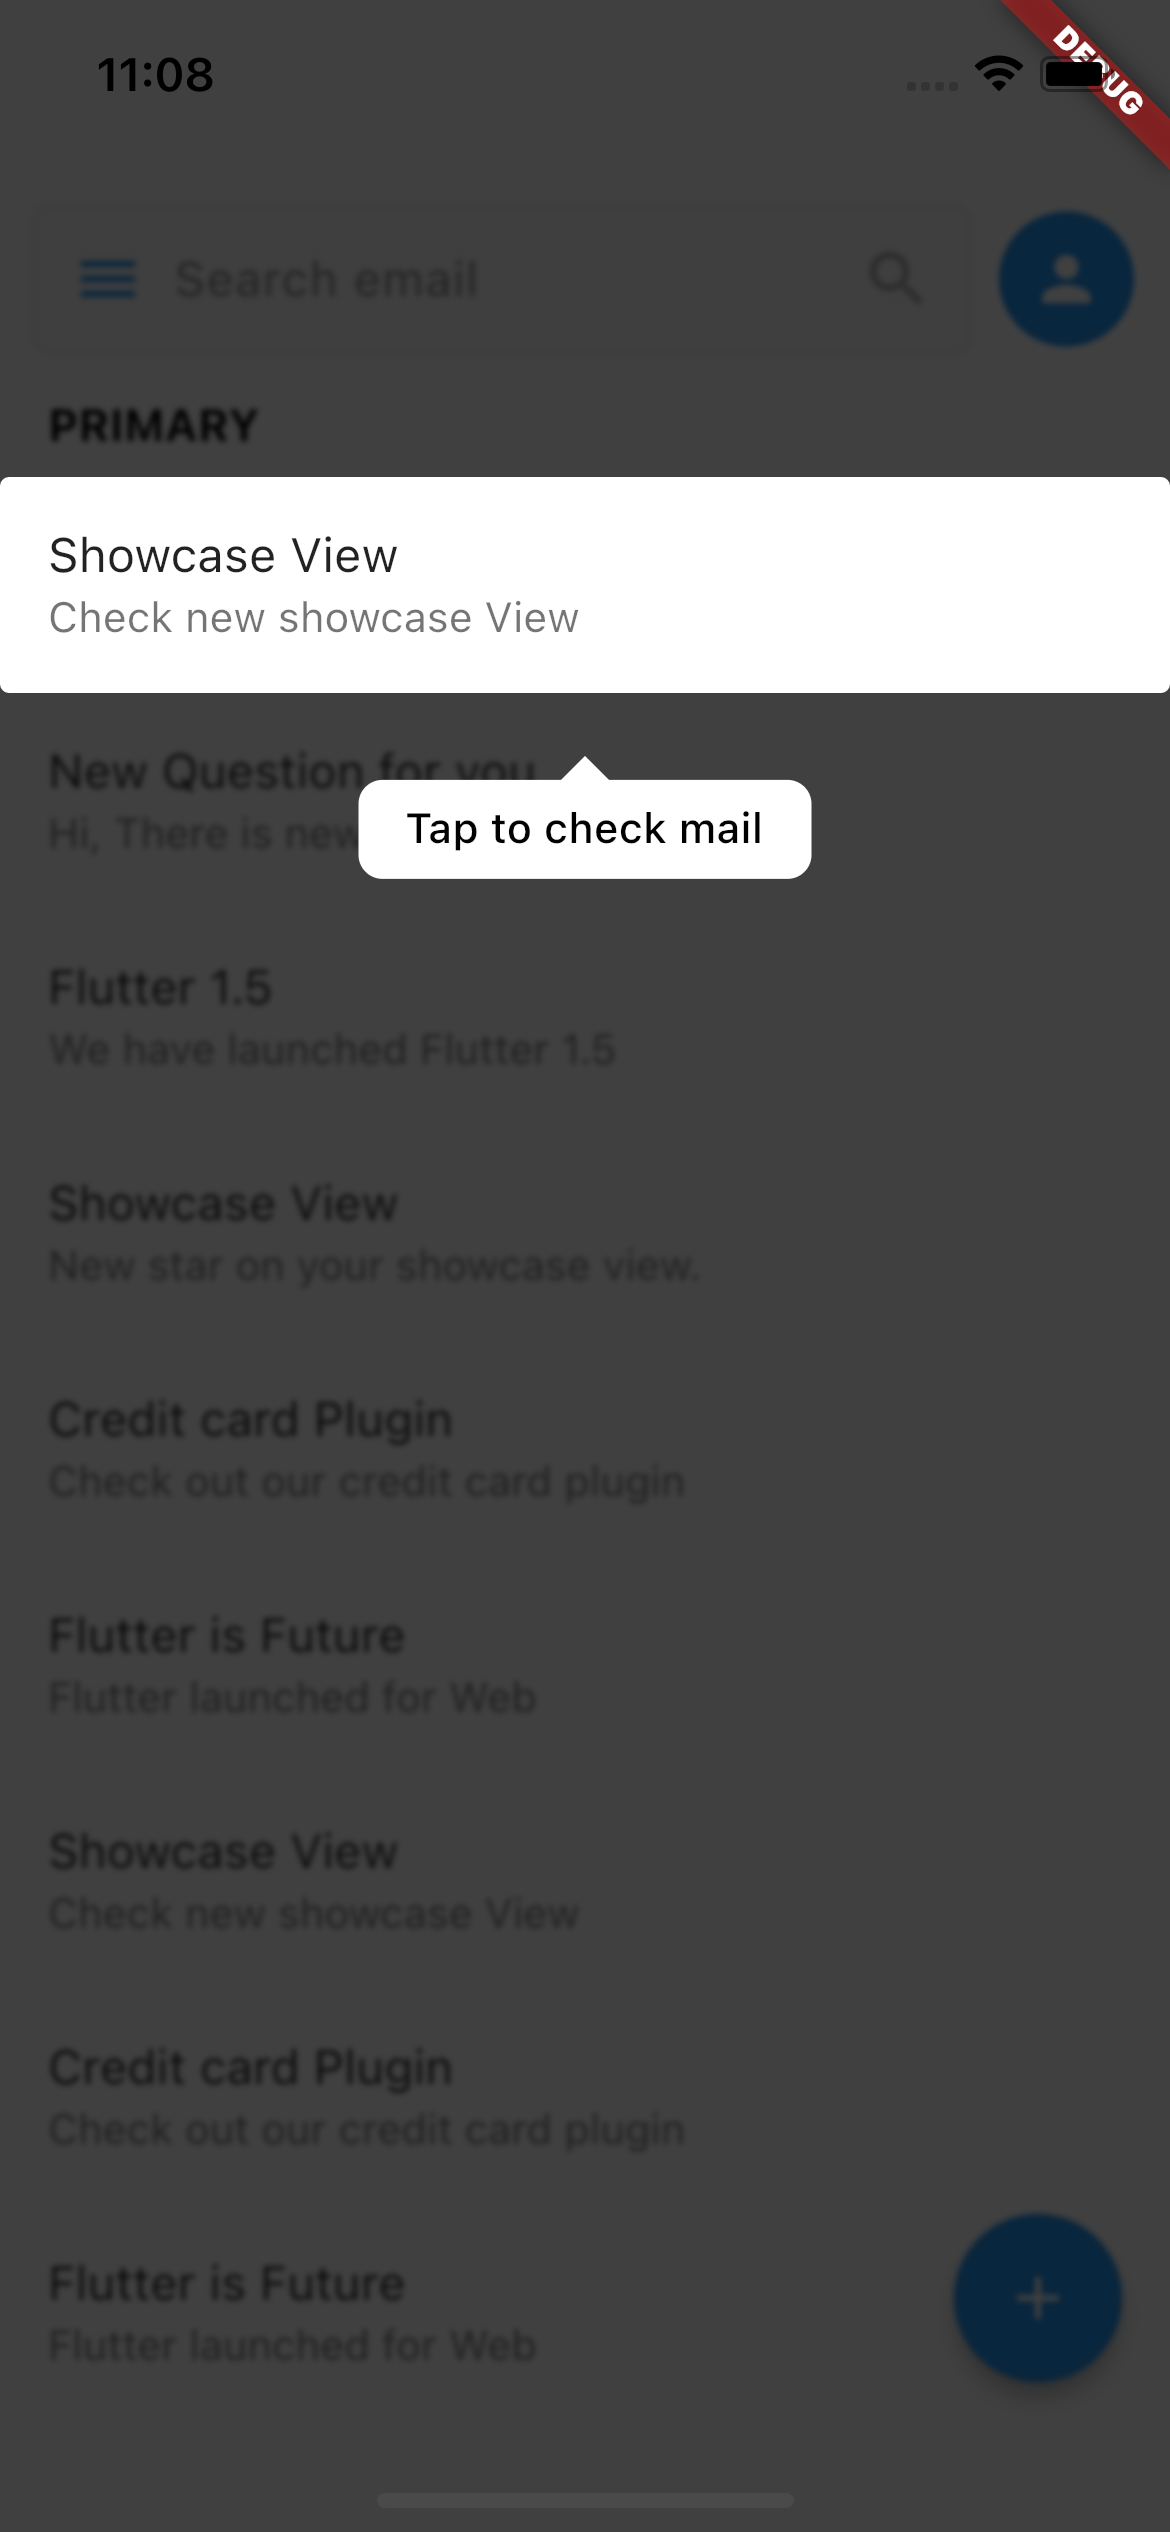 11:08
DEBUG
Search email
PRIMARY
Showcase View
Check new showcase View
New Question for you
Hi, There is new
Tap to check mail
Flutter 1.5
We have launched Flutter 1.5
Showcase View
New star on your showcase view.
Credit card Plugin
Check out our credit card plugin
Flutter is Future
Flutter launched for Web
Showcase View
Check new showcase View
Credit card Plugin
Check out our credit card plugin
Flutter is Future
Flutter launched for Web